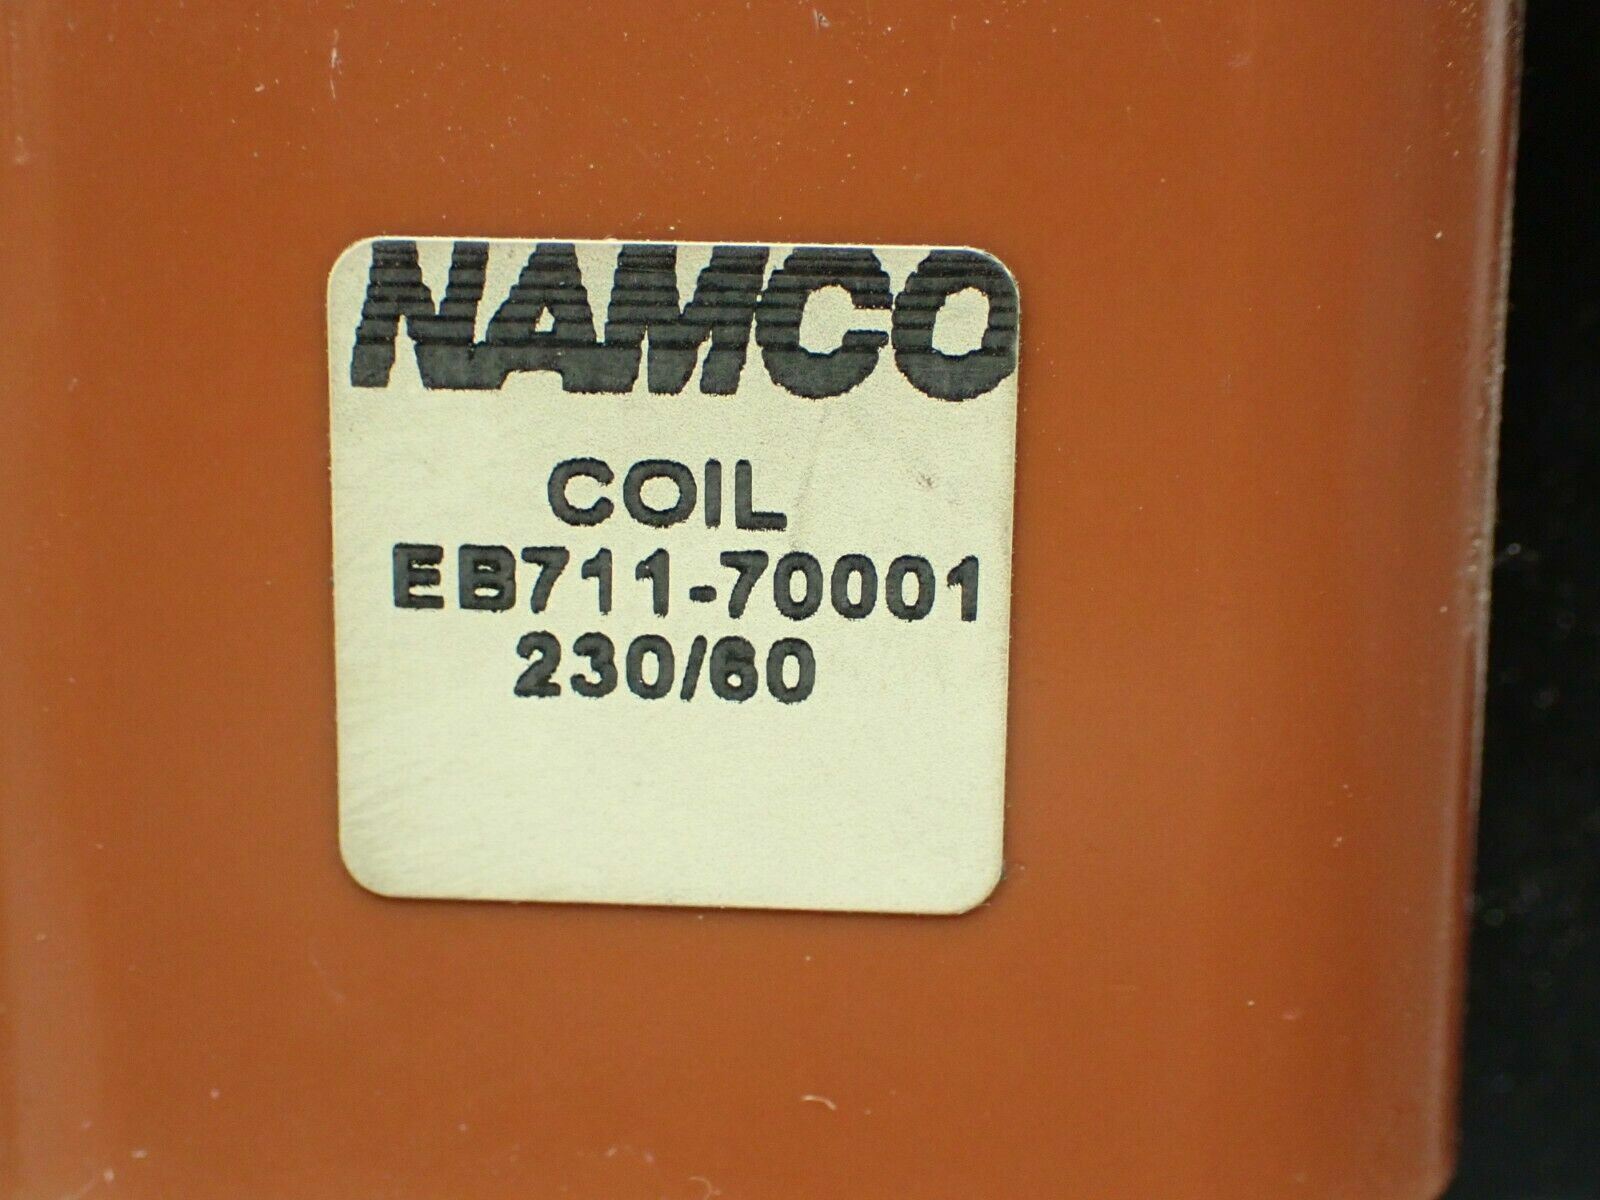 NAMCO
COIL
EB711-70001
230/60